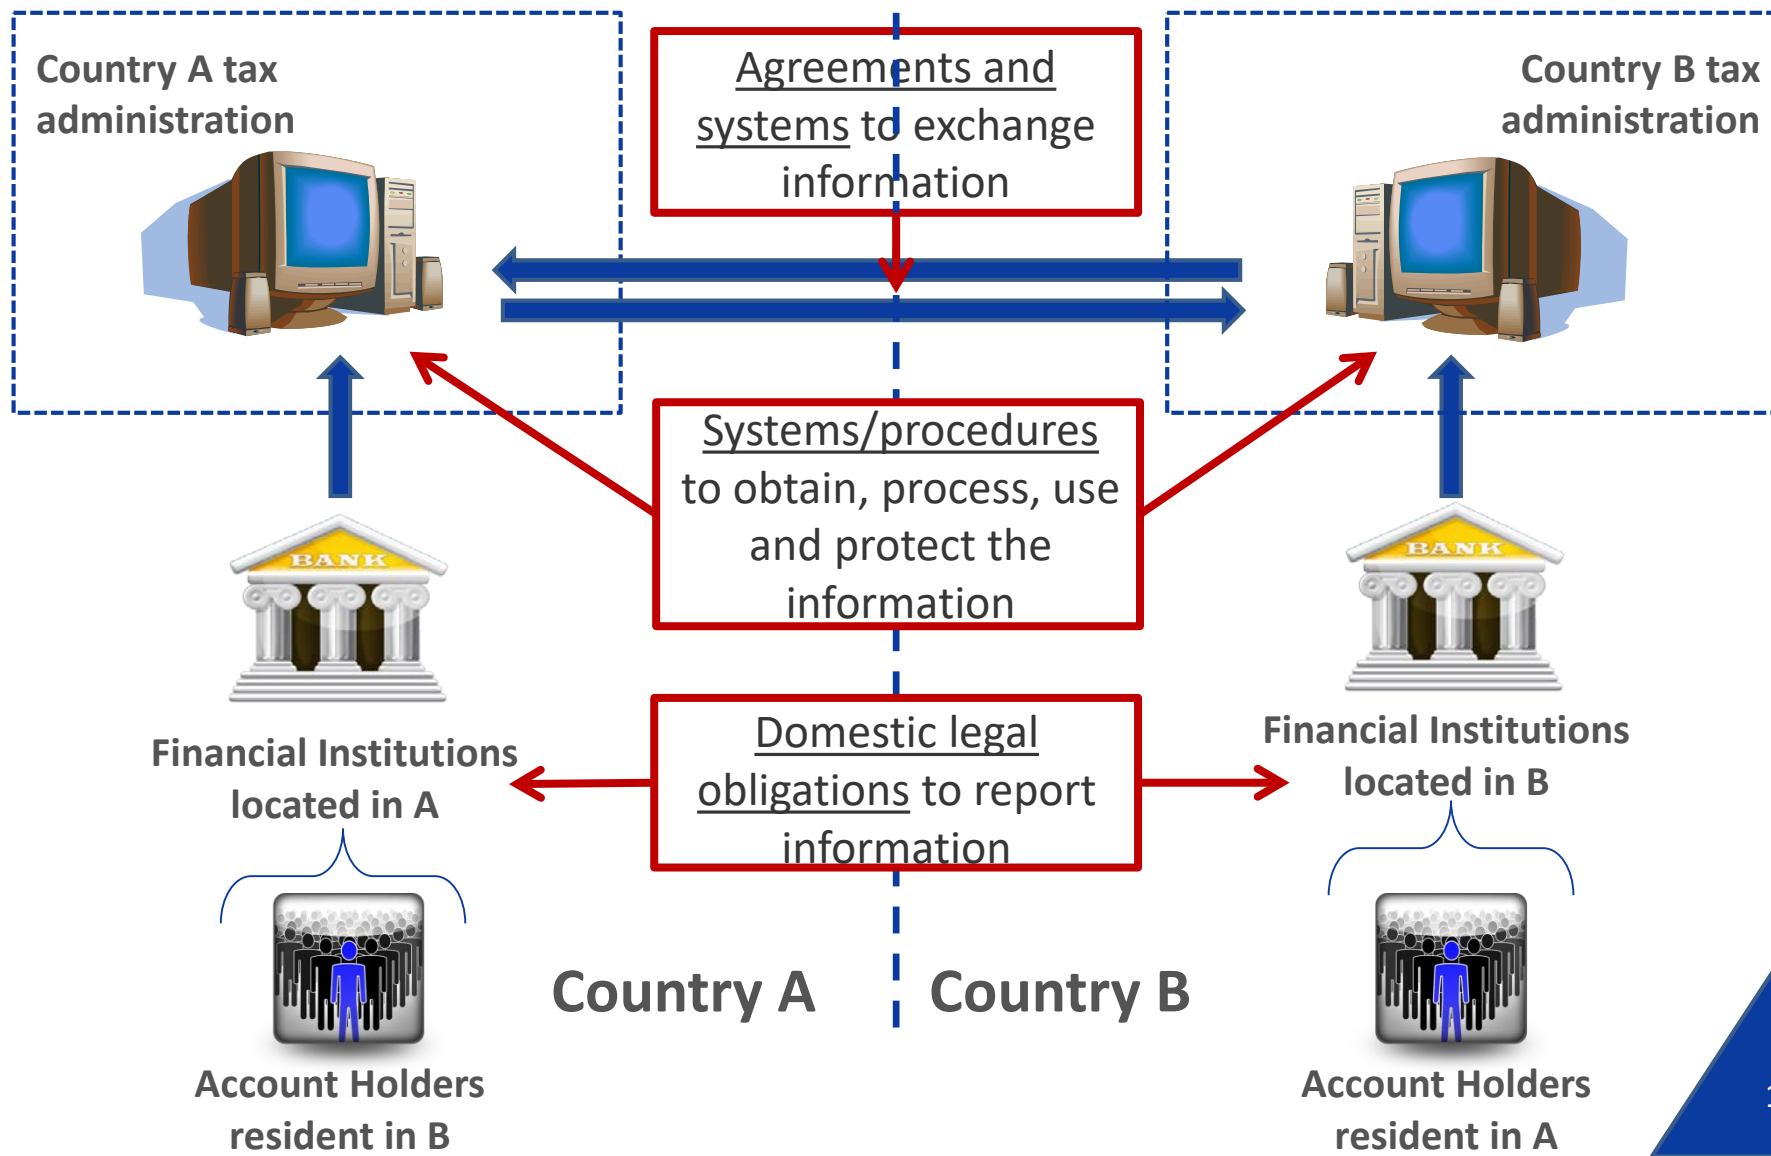 Country A tax
administration
Agreements and
systems to exchange
information
Country B tax
administration
Systems/procedures
to obtain, process, use
and protect the
information
BANK
BANK
Financial Institutions
located in A
Domestic legal
obligations to report
information
Financial Institutions
located in B
Country A
Country B
Account Holders
resident in B
Account Holders
resident in A